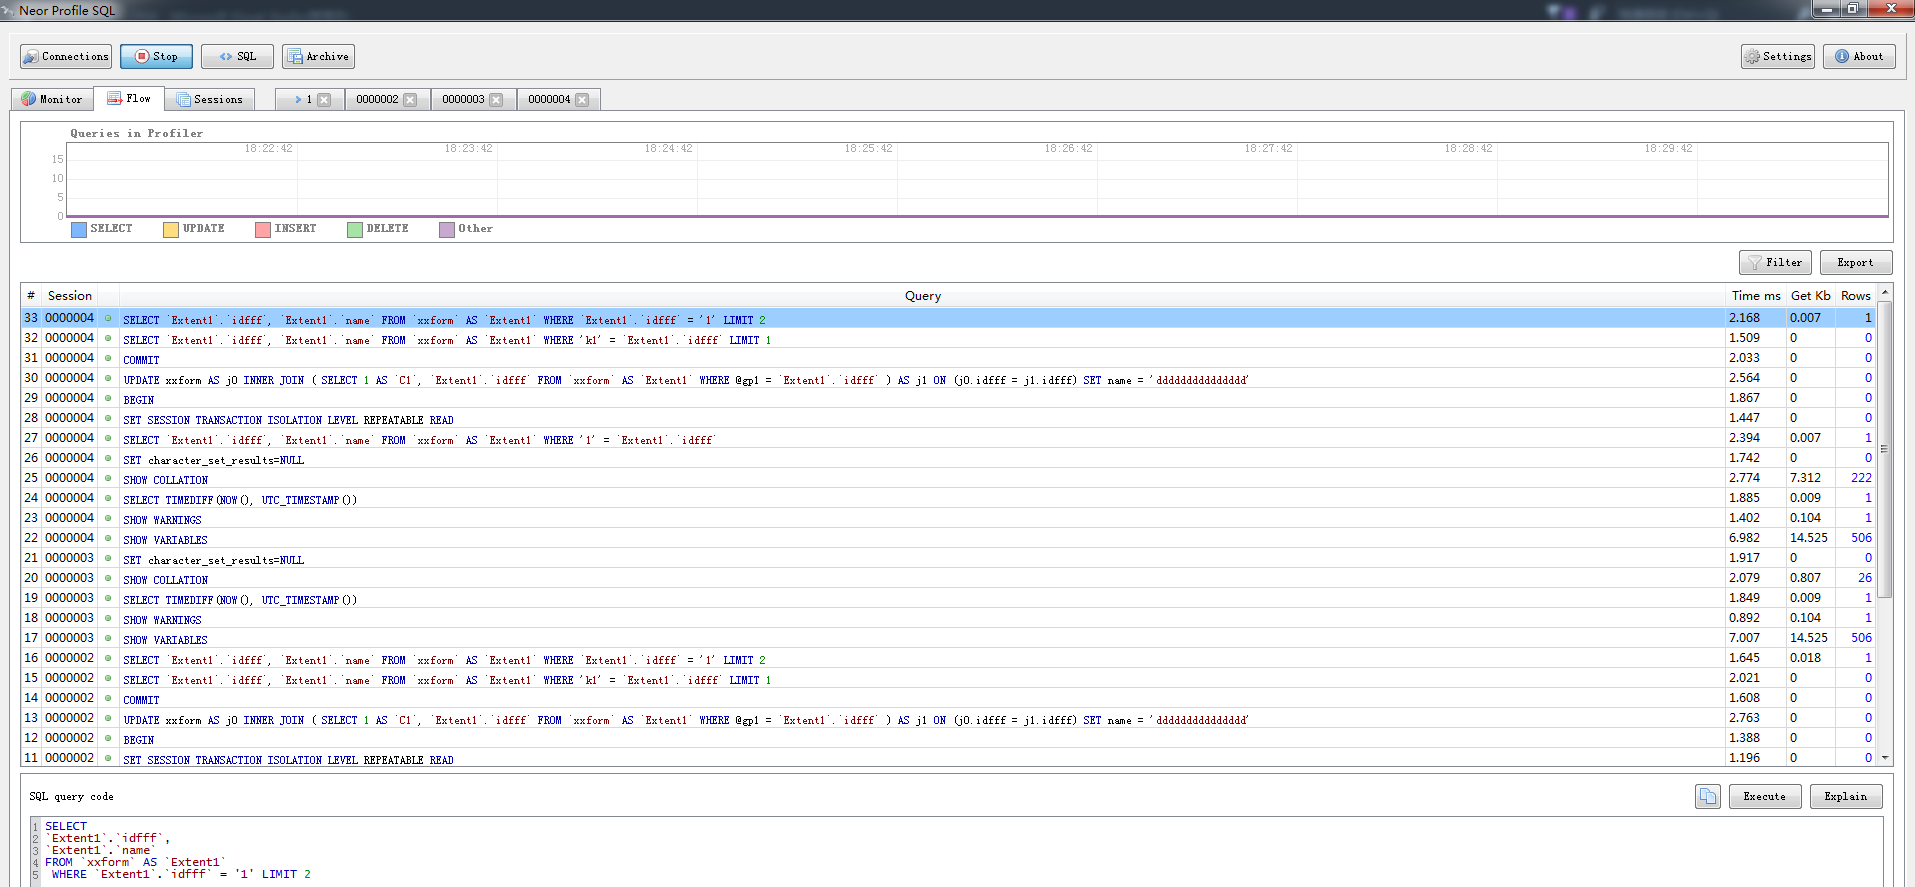 Neor Profile SQL
Connections Stop SQL Archive Settings About
Monitor Flow Sessions 1 0000002 0000003 0000004
Queries in Profiler
18:22:42 18:23:42 18:24:42 18:25:42 18:26:42 18:27:42 18:28:42 18:29:42
15
10
5
0
SELECT UPDATE INSERT DELETE Other
Filter Export
# Session Query Time ms Get Kb Rows
33 0000004 SELECT `Extent1`.`idfff`, `Extent1`.`name` FROM `xxform` AS `Extent1` WHERE `Extent1`.`idfff` = '1' LIMIT 2 2.168 0.007 1
32 0000004 SELECT `Extent1`.`idfff`, `Extent1`.`name` FROM `xxform` AS `Extent1` WHERE 'k1' = `Extent1`.`idfff` LIMIT 1 1.509 0 0
31 0000004 COMMIT 2.033 0 0
30 0000004 UPDATE xxform AS j0 INNER JOIN ( SELECT 1 AS `C1`, `Extent1`.`idfff` FROM `xxform` AS `Extent1` WHERE @gp1 = `Extent1`.`idfff` ) AS j1 ON (j0.idfff = j1.idfff) SET name = 'ddddddddddddddd' 2.564 0 0
29 0000004 BEGIN 1.867 0 0
28 0000004 SET SESSION TRANSACTION ISOLATION LEVEL REPEATABLE READ 1.447 0 0
27 0000004 SELECT `Extent1`.`idfff`, `Extent1`.`name` FROM `xxform` AS `Extent1` WHERE '1' = `Extent1`.`idfff` 2.394 0.007 1
26 0000004 SET character_set_results=NULL 1.742 0 0
25 0000004 SHOW COLLATION 2.774 7.312 222
24 0000004 SELECT TIMEDIFF(NOW(), UTC_TIMESTAMP()) 1.885 0.009 1
23 0000004 SHOW WARNINGS 1.402 0.104 1
22 0000004 SHOW VARIABLES 6.982 14.525 506
21 0000003 SET character_set_results=NULL 1.917 0 0
20 0000003 SHOW COLLATION 2.079 0.807 26
19 0000003 SELECT TIMEDIFF(NOW(), UTC_TIMESTAMP()) 1.849 0.009 1
18 0000003 SHOW WARNINGS 0.892 0.104 1
17 0000003 SHOW VARIABLES 7.007 14.525 506
16 0000002 SELECT `Extent1`.`idfff`, `Extent1`.`name` FROM `xxform` AS `Extent1` WHERE `Extent1`.`idfff` = '1' LIMIT 2 1.645 0.018 1
15 0000002 SELECT `Extent1`.`idfff`, `Extent1`.`name` FROM `xxform` AS `Extent1` WHERE 'k1' = `Extent1`.`idfff` LIMIT 1 2.021 0 0
14 0000002 COMMIT 1.608 0 0
13 0000002 UPDATE xxform AS j0 INNER JOIN ( SELECT 1 AS `C1`, `Extent1`.`idfff` FROM `xxform` AS `Extent1` WHERE @gp1 = `Extent1`.`idfff` ) AS j1 ON (j0.idfff = j1.idfff) SET name = 'ddddddddddddddd' 2.763 0 0
12 0000002 BEGIN 1.388 0 0
11 0000002 SET SESSION TRANSACTION ISOLATION LEVEL REPEATABLE READ 1.196 0 0
SQL query code Execute Explain
1 SELECT
2 `Extent1`.`idfff`,
3 `Extent1`.`name`
4 FROM `xxform` AS `Extent1`
5 WHERE `Extent1`.`idfff` = '1' LIMIT 2